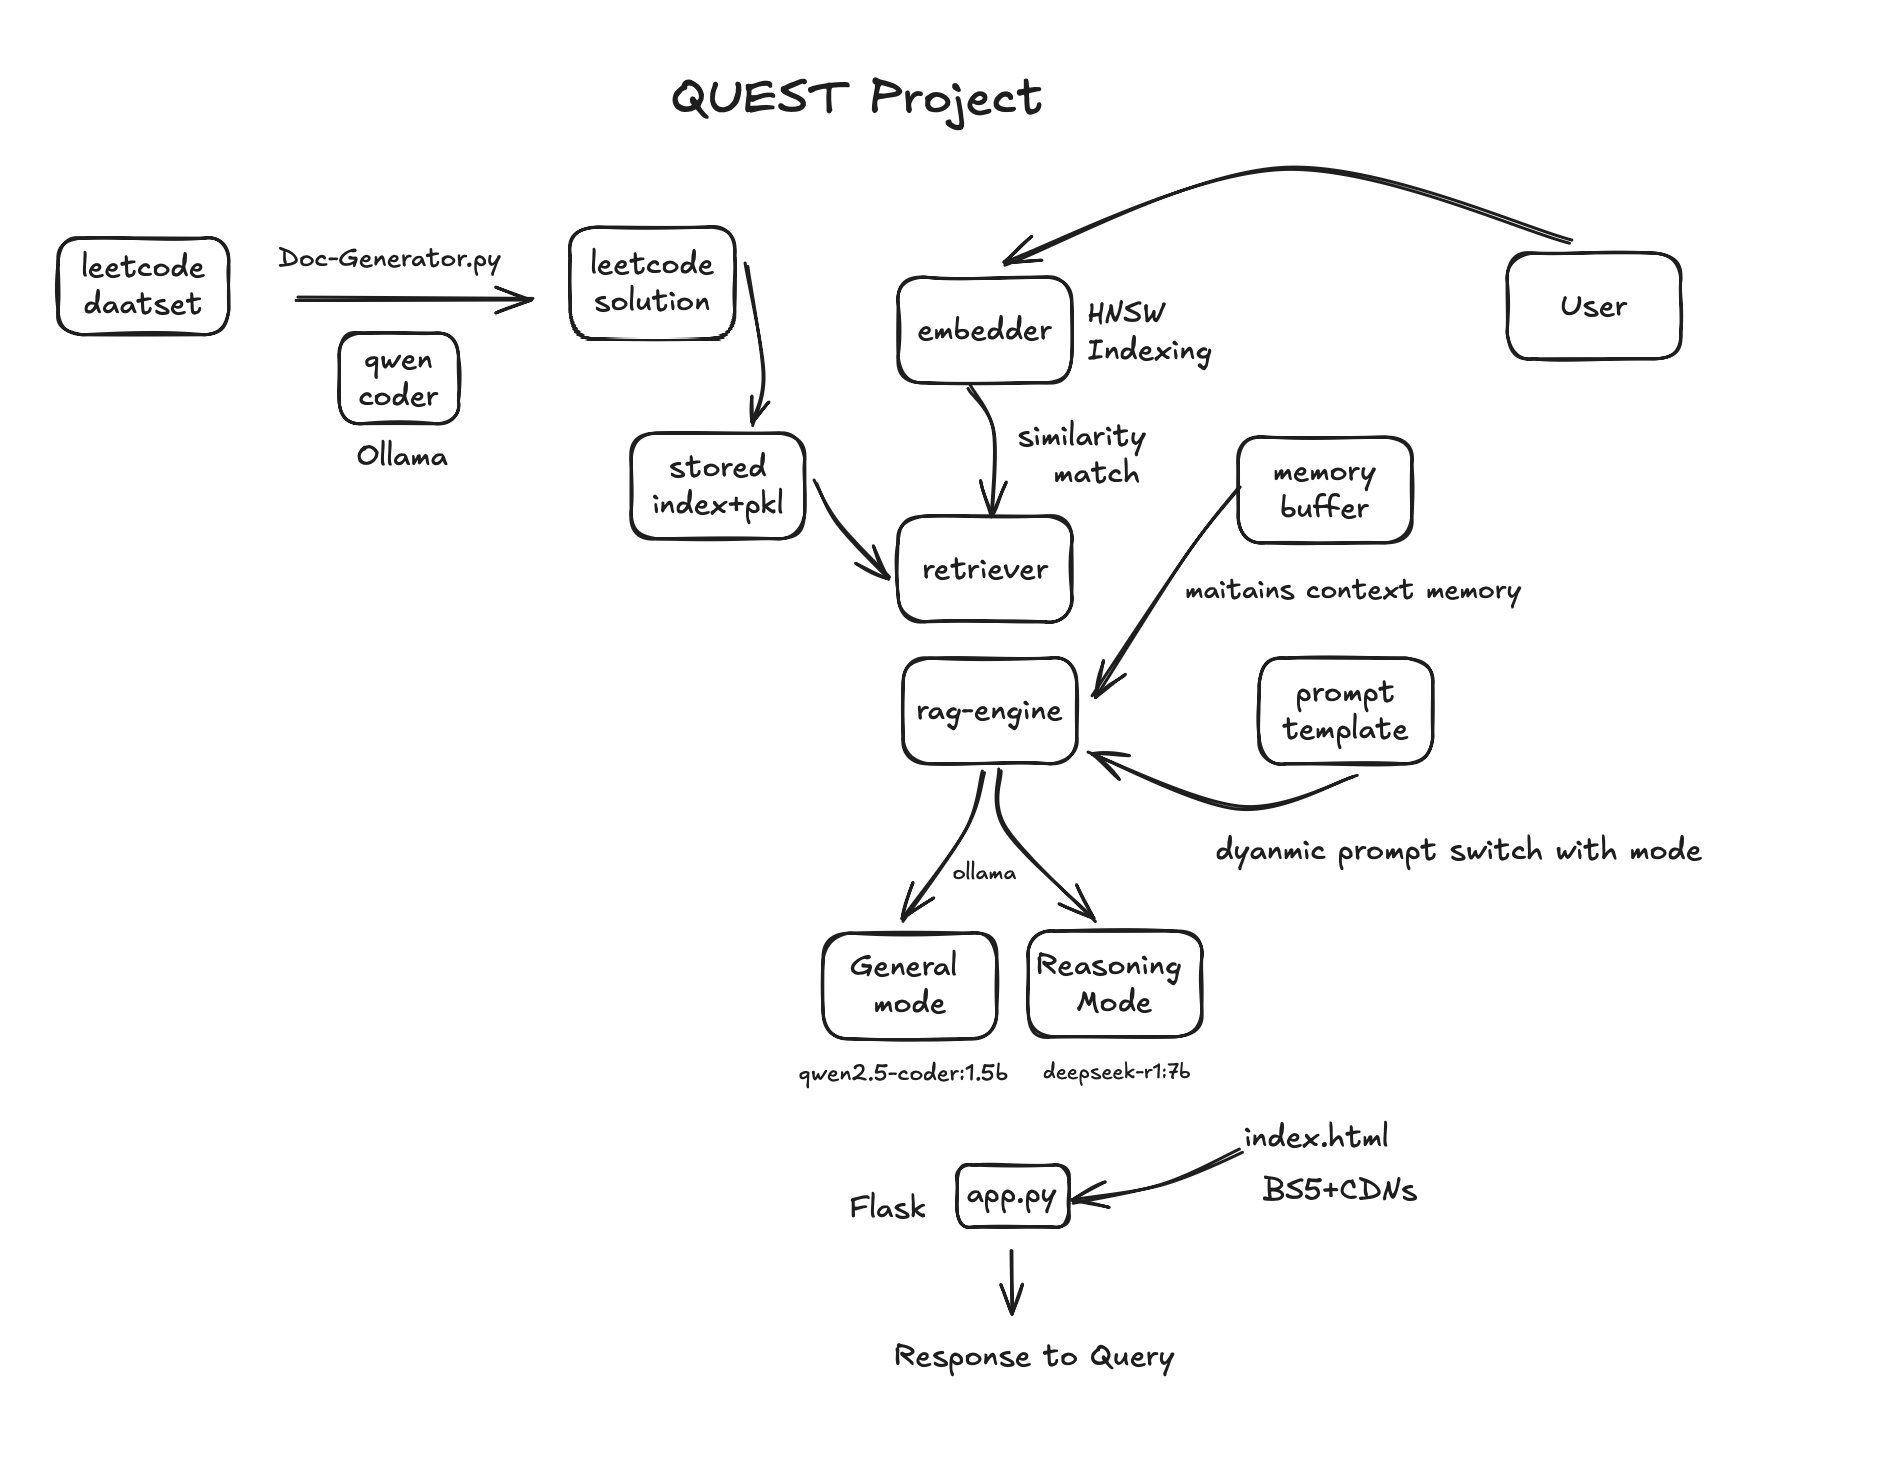 QUEST Project
leetcode
daatset
Doc-Generator.py
qwen
coder
Ollama
leetcode
solution
stored
index+pkl
embedder
HNSW
Indexing
User
similarity
match
retriever
memory
buffer
maitains context memory
rag-engine
prompt
template
dyanmic prompt switch with mode
ollama
General
mode
Reasoning
Mode
qwen2.5-coder:1.5b
deepseek-r1:7b
index.html
BS5+CDNs
Flask
app.py
Response to Query